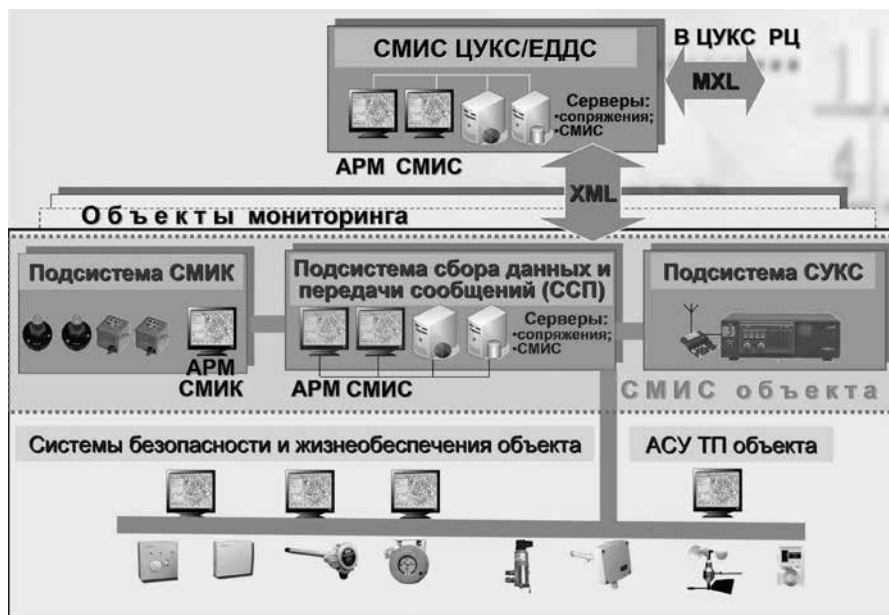 СМИС ЦУКС/ЕДДС
В ЦУКС РЦ
MXL
Серверы:
•сопряжения;
•СМИС
АРМ СМИС
XML
Объекты мониторинга
Подсистема СМИК
Подсистема сбора данных и
передачи сообщений (ССП)
Подсистема СУКС
Серверы:
•сопряжения;
•СМИС
АРМ
СМИК
АРМ СМИС
СМИС объекта
Системы безопасности и жизнеобеспечения объекта
АСУ ТП объекта